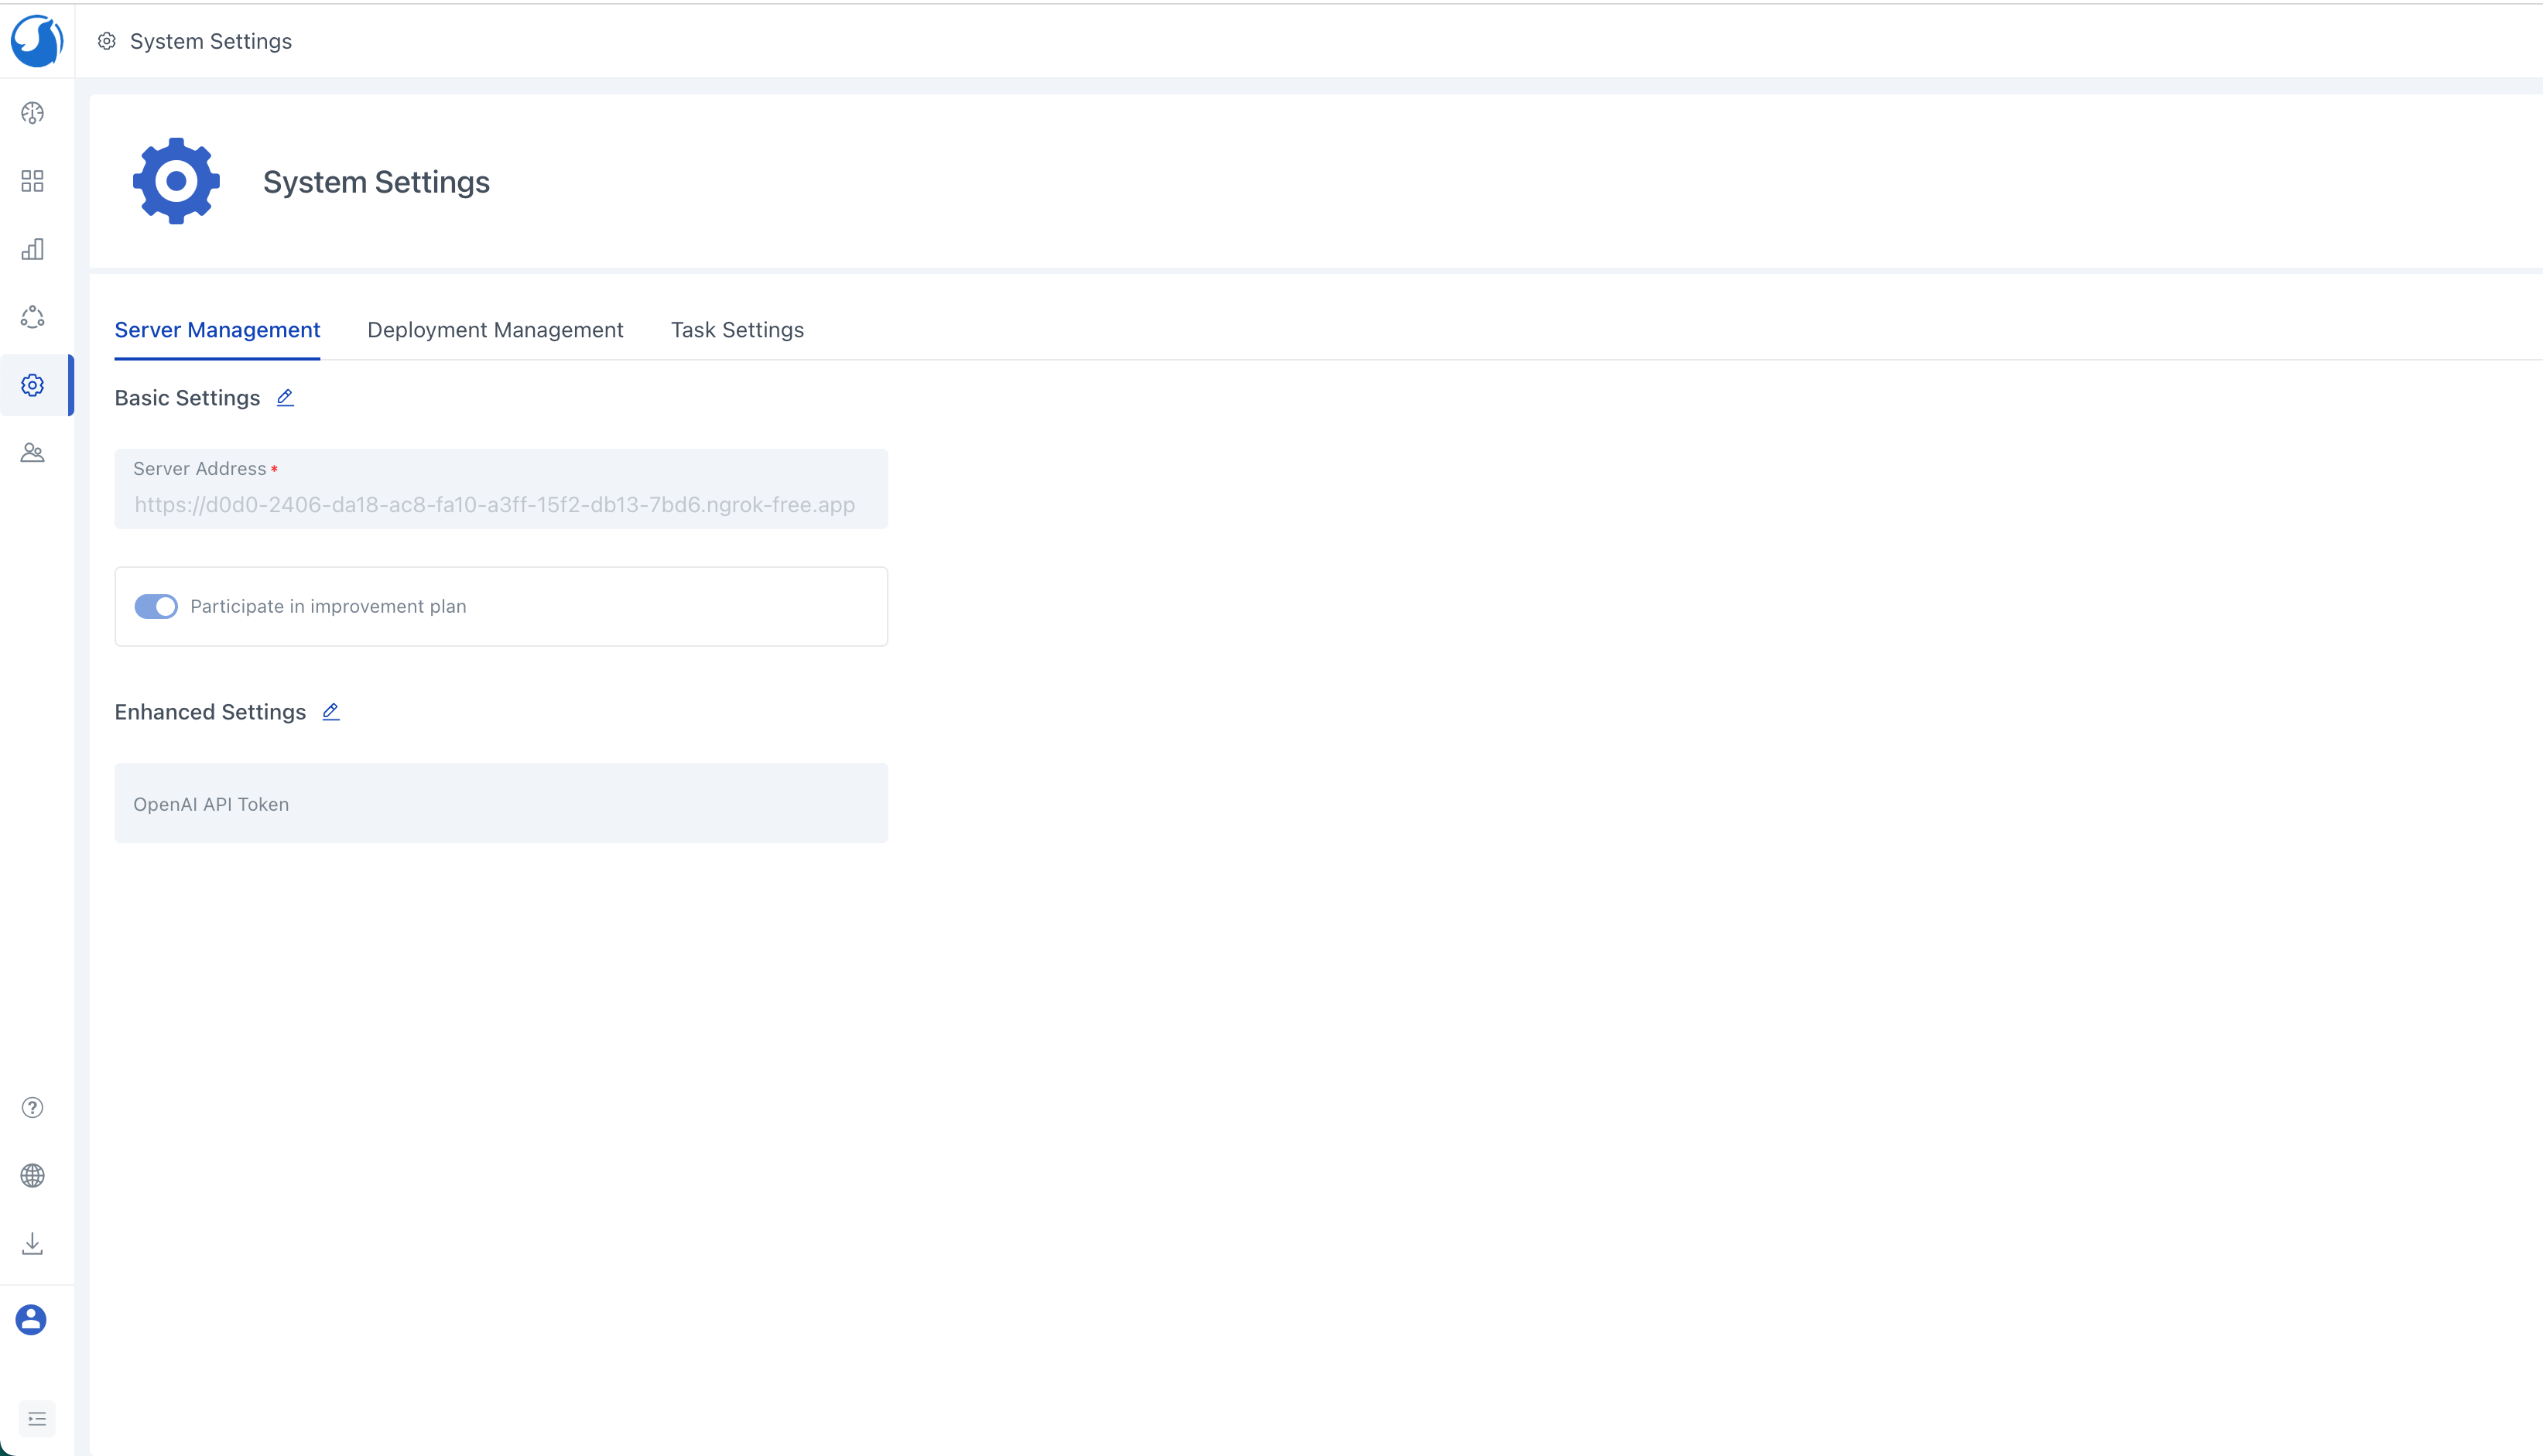 System Settings
System Settings
Server Management
Deployment Management
Task Settings
Basic Settings
Server Address*
https://d0d0-2406-da18-ac8-fa10-a3ff-15f2-db13-7bd6.ngrok-free.app
Participate in improvement plan
Enhanced Settings
OpenAI API Token